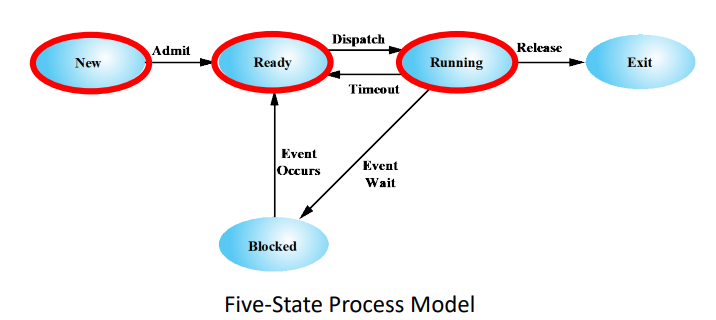 New
Admit
Ready
Dispatch
Timeout
Running
Release
Exit
Event
Occurs
Event
Wait
Blocked
Five-State Process Model